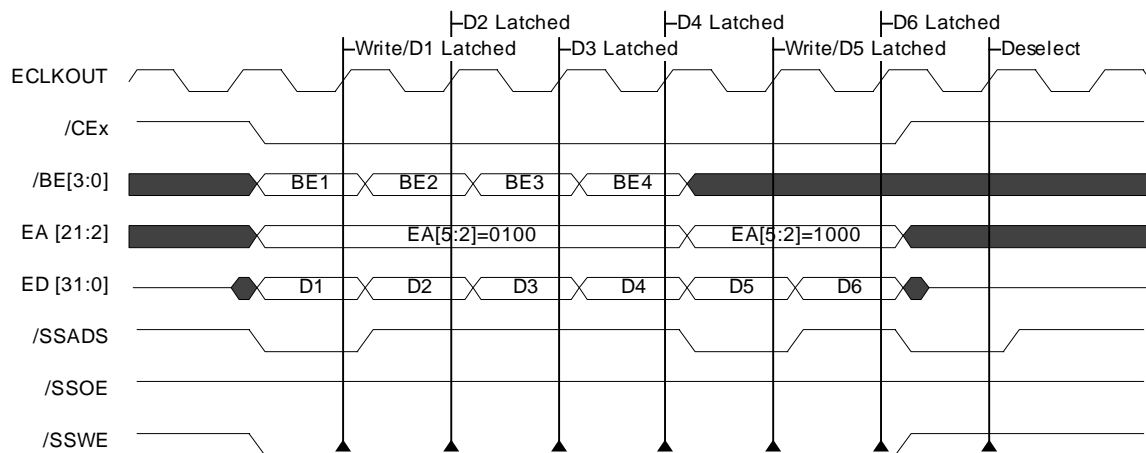 D2 Latched D4 Latched D6 Latched
Write/D1 Latched D3 Latched Write/D5 Latched Deselect
ECLKOUT
/CEx
/BE[3:0] BE1 BE2 BE3 BE4
EA [21:2] EA[5:2]=0100 EA[5:2]=1000
ED [31:0] D1 D2 D3 D4 D5 D6
/SSADS
/SSOE
/SSWE